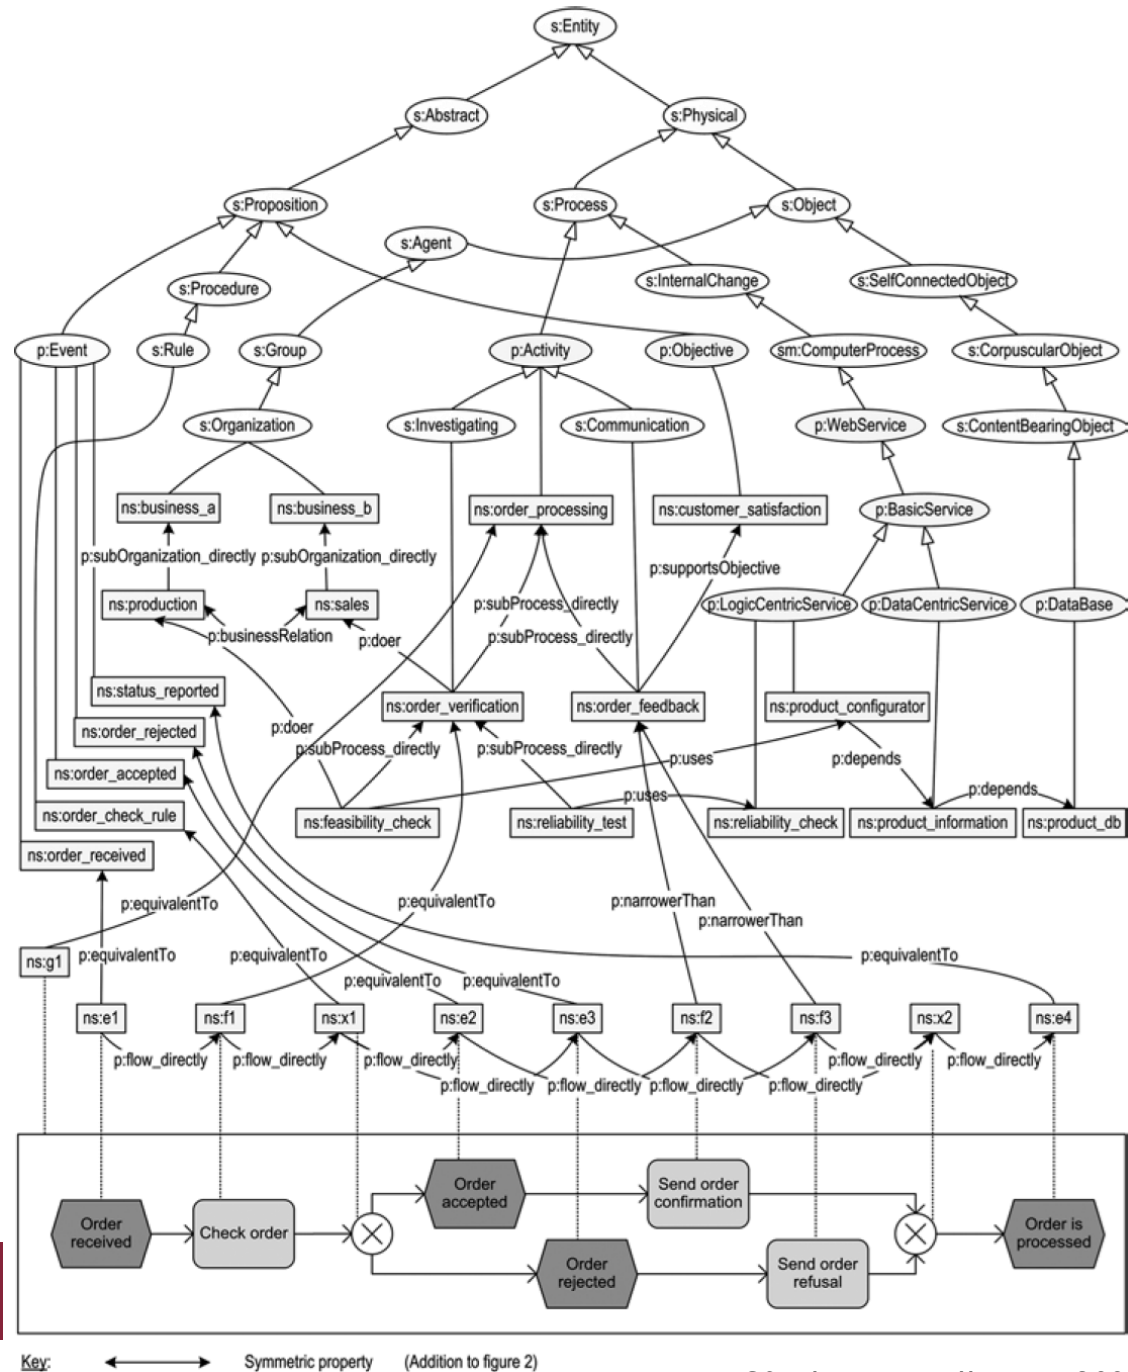 s:Entity
s:Abstract
s:Physical
s:Proposition
s:Process
s:Object
s:Agent
s:Procedure
s:InternalChange
s:SelfConnectedObject
p:Event
s:Rule
s:Group
p:Activity
p:Objective
sm:ComputerProcess
s:CorpuscularObject
s:Organization
s:Investigating
s:Communication
p:WebService
s:ContentBearingObject
ns:business_a
ns:business_b
ns:order_processing
ns:customer_satisfaction
p:BasicService
p:subOrganization_directly
p:subOrganization_directly
p:supportsObjective
ns:production
ns:sales
p:subProcess_directly
p:LogicCentricService
p:DataCentricService
p:DataBase
p:businessRelation
p:doer
p:subProcess_directly
ns:status_reported
ns:order_verification
ns:order_feedback
ns:product_configurator
ns:order_rejected
p:doer
p:subProcess_directly
p:subProcess_directly
p:uses
p:depends
ns:order_accepted
p:uses
p:depends
ns:order_check_rule
ns:feasibility_check
ns:reliability_test
ns:reliability_check
ns:product_information
ns:product_db
ns:order_received
p:equivalentTo
p:equivalentTo
p:narrowerThan
p:narrowerThan
ns:g1
p:equivalentTo
p:equivalentTo
p:equivalentTo
p:equivalentTo
p:equivalentTo
ns:e1
ns:f1
ns:x1
ns:e2
ns:e3
ns:f2
ns:f3
ns:x2
ns:e4
p:flow_directly
p:flow_directly
p:flow_directly
p:flow_directly
p:flow_directly
p:flow_directly
p:flow_directly
p:flow_directly
p:flow_directly
Order
accepted
Send order
confirmation
Order
received
Check order
Order is
processed
Order
rejected
Send order
refusal
Key:
Symmetric property
(Addition to figure 2)